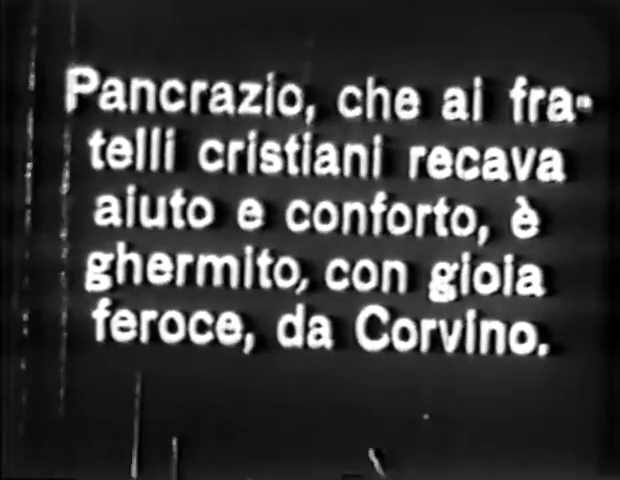 Pancrazio, che ai fra-
telli cristiani recava
aiuto e conforto, è
ghermito, con gioia
feroce, da Corvino.